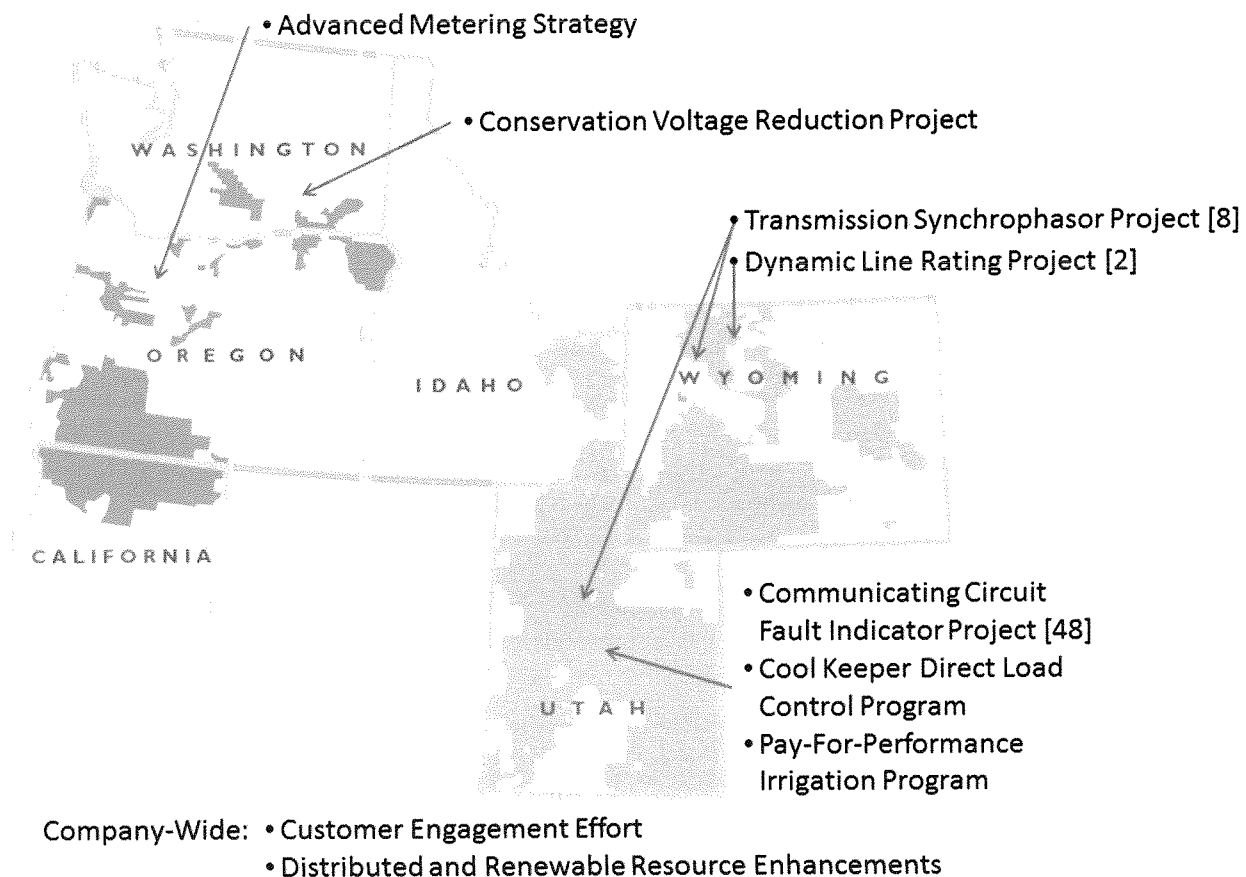 • Advanced Metering Strategy
• Conservation Voltage Reduction Project
WASHINGTON
• Transmission Synchrophasor Project [8]
• Dynamic Line Rating Project [2]
OREGON
IDAHO
WYOMING
CALIFORNIA
• Communicating Circuit
Fault Indicator Project [48]
• Cool Keeper Direct Load
Control Program
UTAH
• Pay-For-Performance
Irrigation Program
Company-Wide: • Customer Engagement Effort
• Distributed and Renewable Resource Enhancements